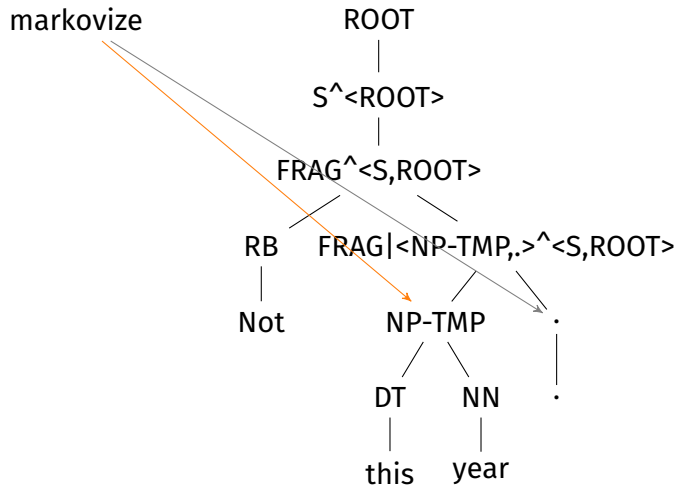 markovize ROOT
S^<ROOT>
FRAG^<S,ROOT>
RB FRAG|<NP-TMP,.>^<S,ROOT>
Not NP-TMP .
DT NN .
this year